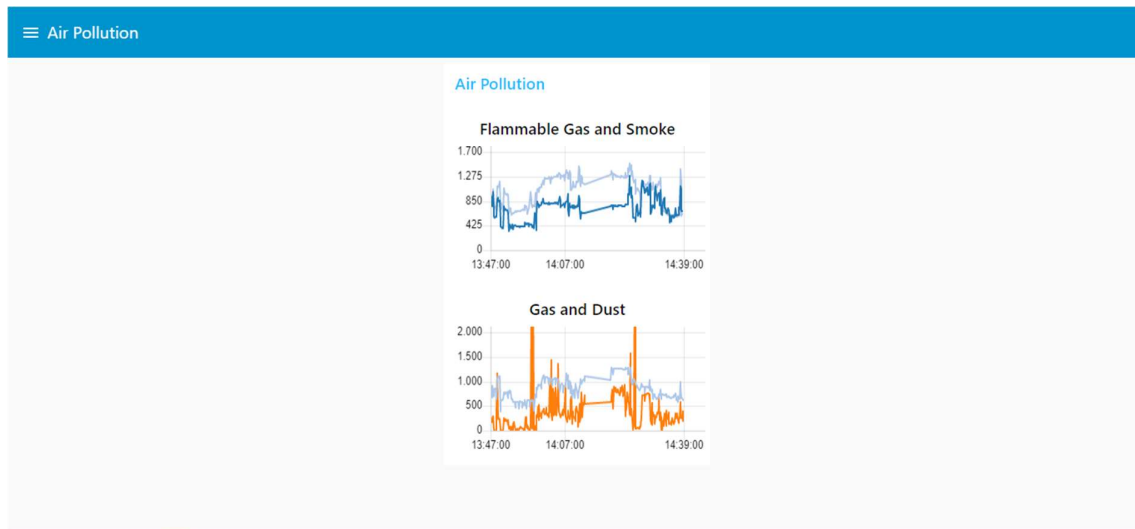 ≡ Air Pollution
Air Pollution
Flammable Gas and Smoke
1.700
1.275
850
425
0
13:47:00 14:07:00 14:39:00
Gas and Dust
2.000
1.500
1.000
500
0
13:47:00 14:07:00 14:39:00